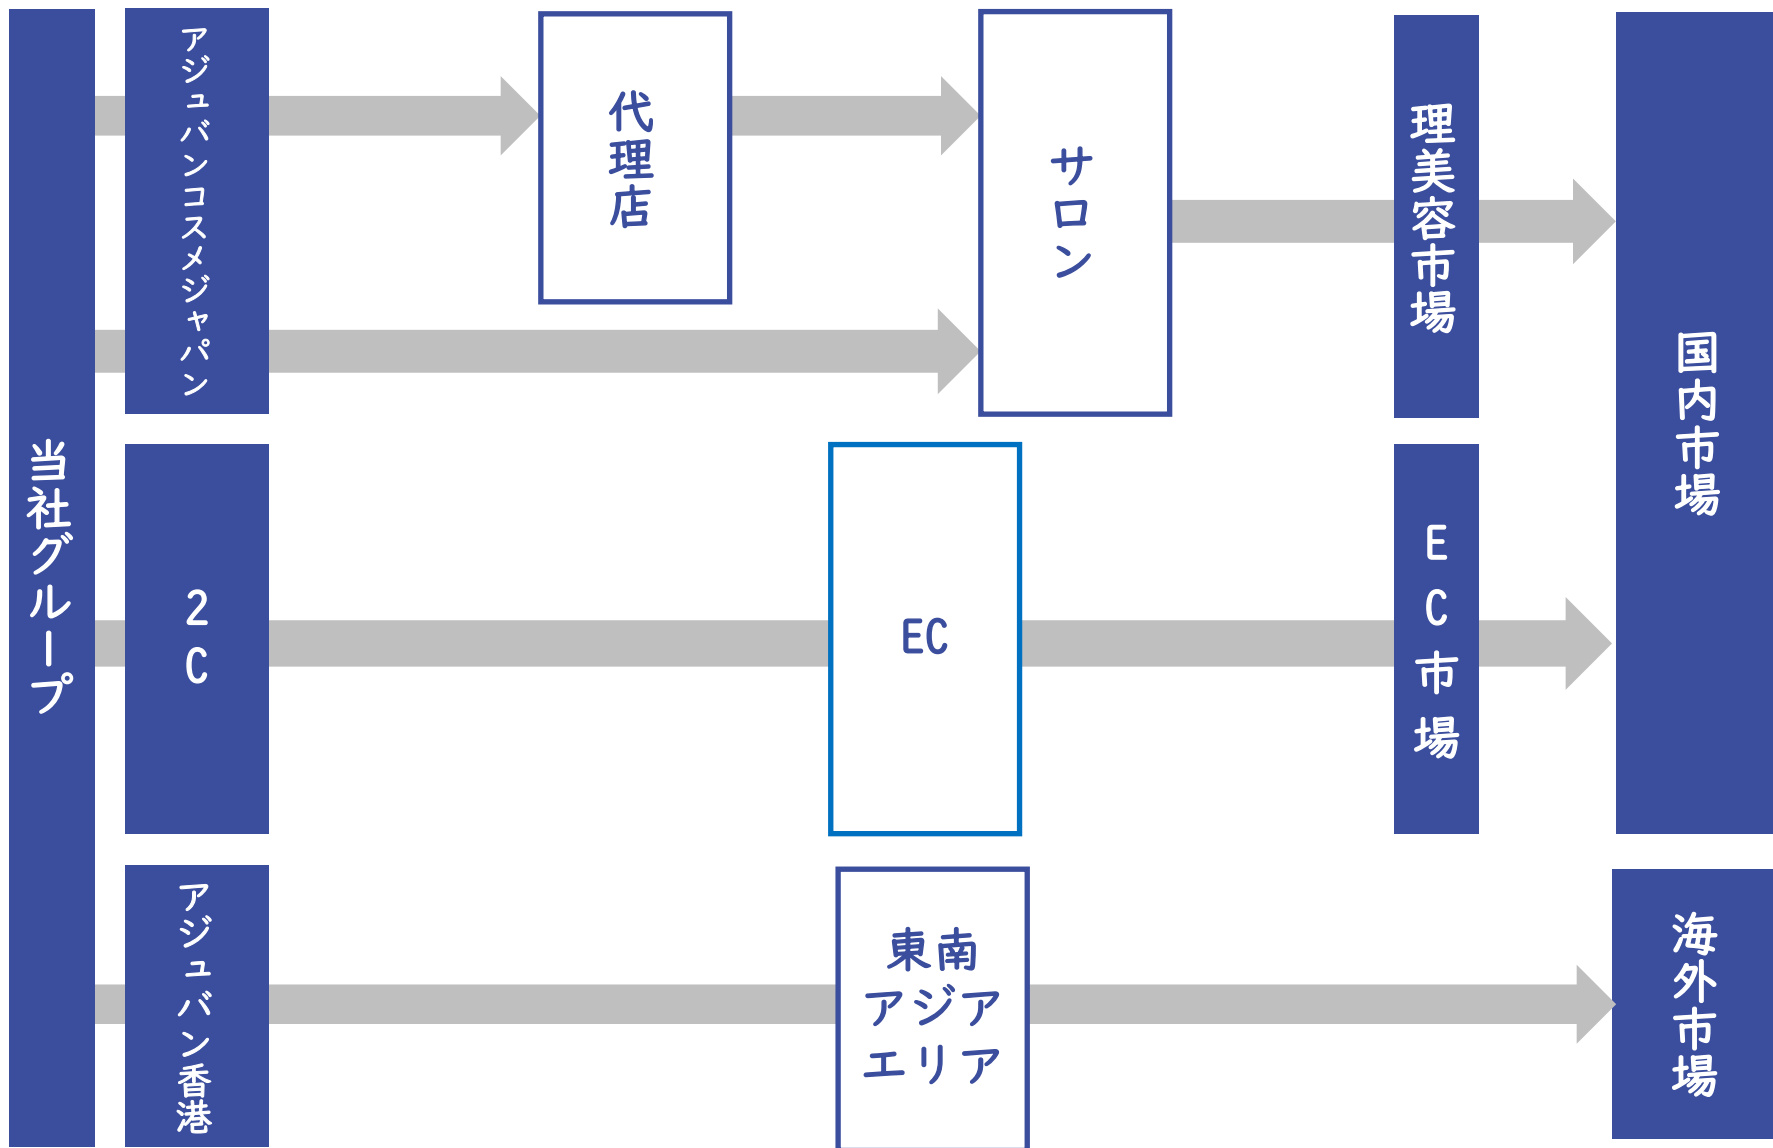 当社グループ
アジュバンコスメジャパン
代理店
サロン
理美容市場
国内市場
2C
EC
EC市場
アジュバン香港
東南
アジア
エリア
海外市場